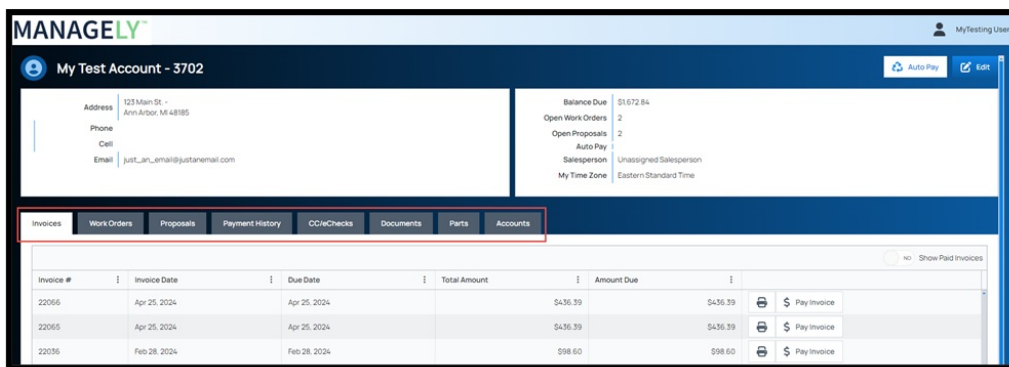 MANAGELY™
MyTesting User
My Test Account - 3702
Auto Pay
Edit
Address 123 Main St. -
Ann Arbor, MI 48185
Phone
Cell
Email just_an_email@justanemail.com
Balance Due $1,672.84
Open Work Orders 2
Open Proposals 2
Auto Pay
Salesperson Unassigned Salesperson
My Time Zone Eastern Standard Time
Invoices Work Orders Proposals Payment History CC/eChecks Documents Parts Accounts
NO Show Paid Invoices
Invoice # Invoice Date Due Date Total Amount Amount Due
22066 Apr 25, 2024 Apr 25, 2024 $436.39 $436.39 $ Pay Invoice
22065 Apr 25, 2024 Apr 25, 2024 $436.39 $436.39 $ Pay Invoice
22036 Feb 28, 2024 Feb 28, 2024 $98.60 $98.60 $ Pay Invoice